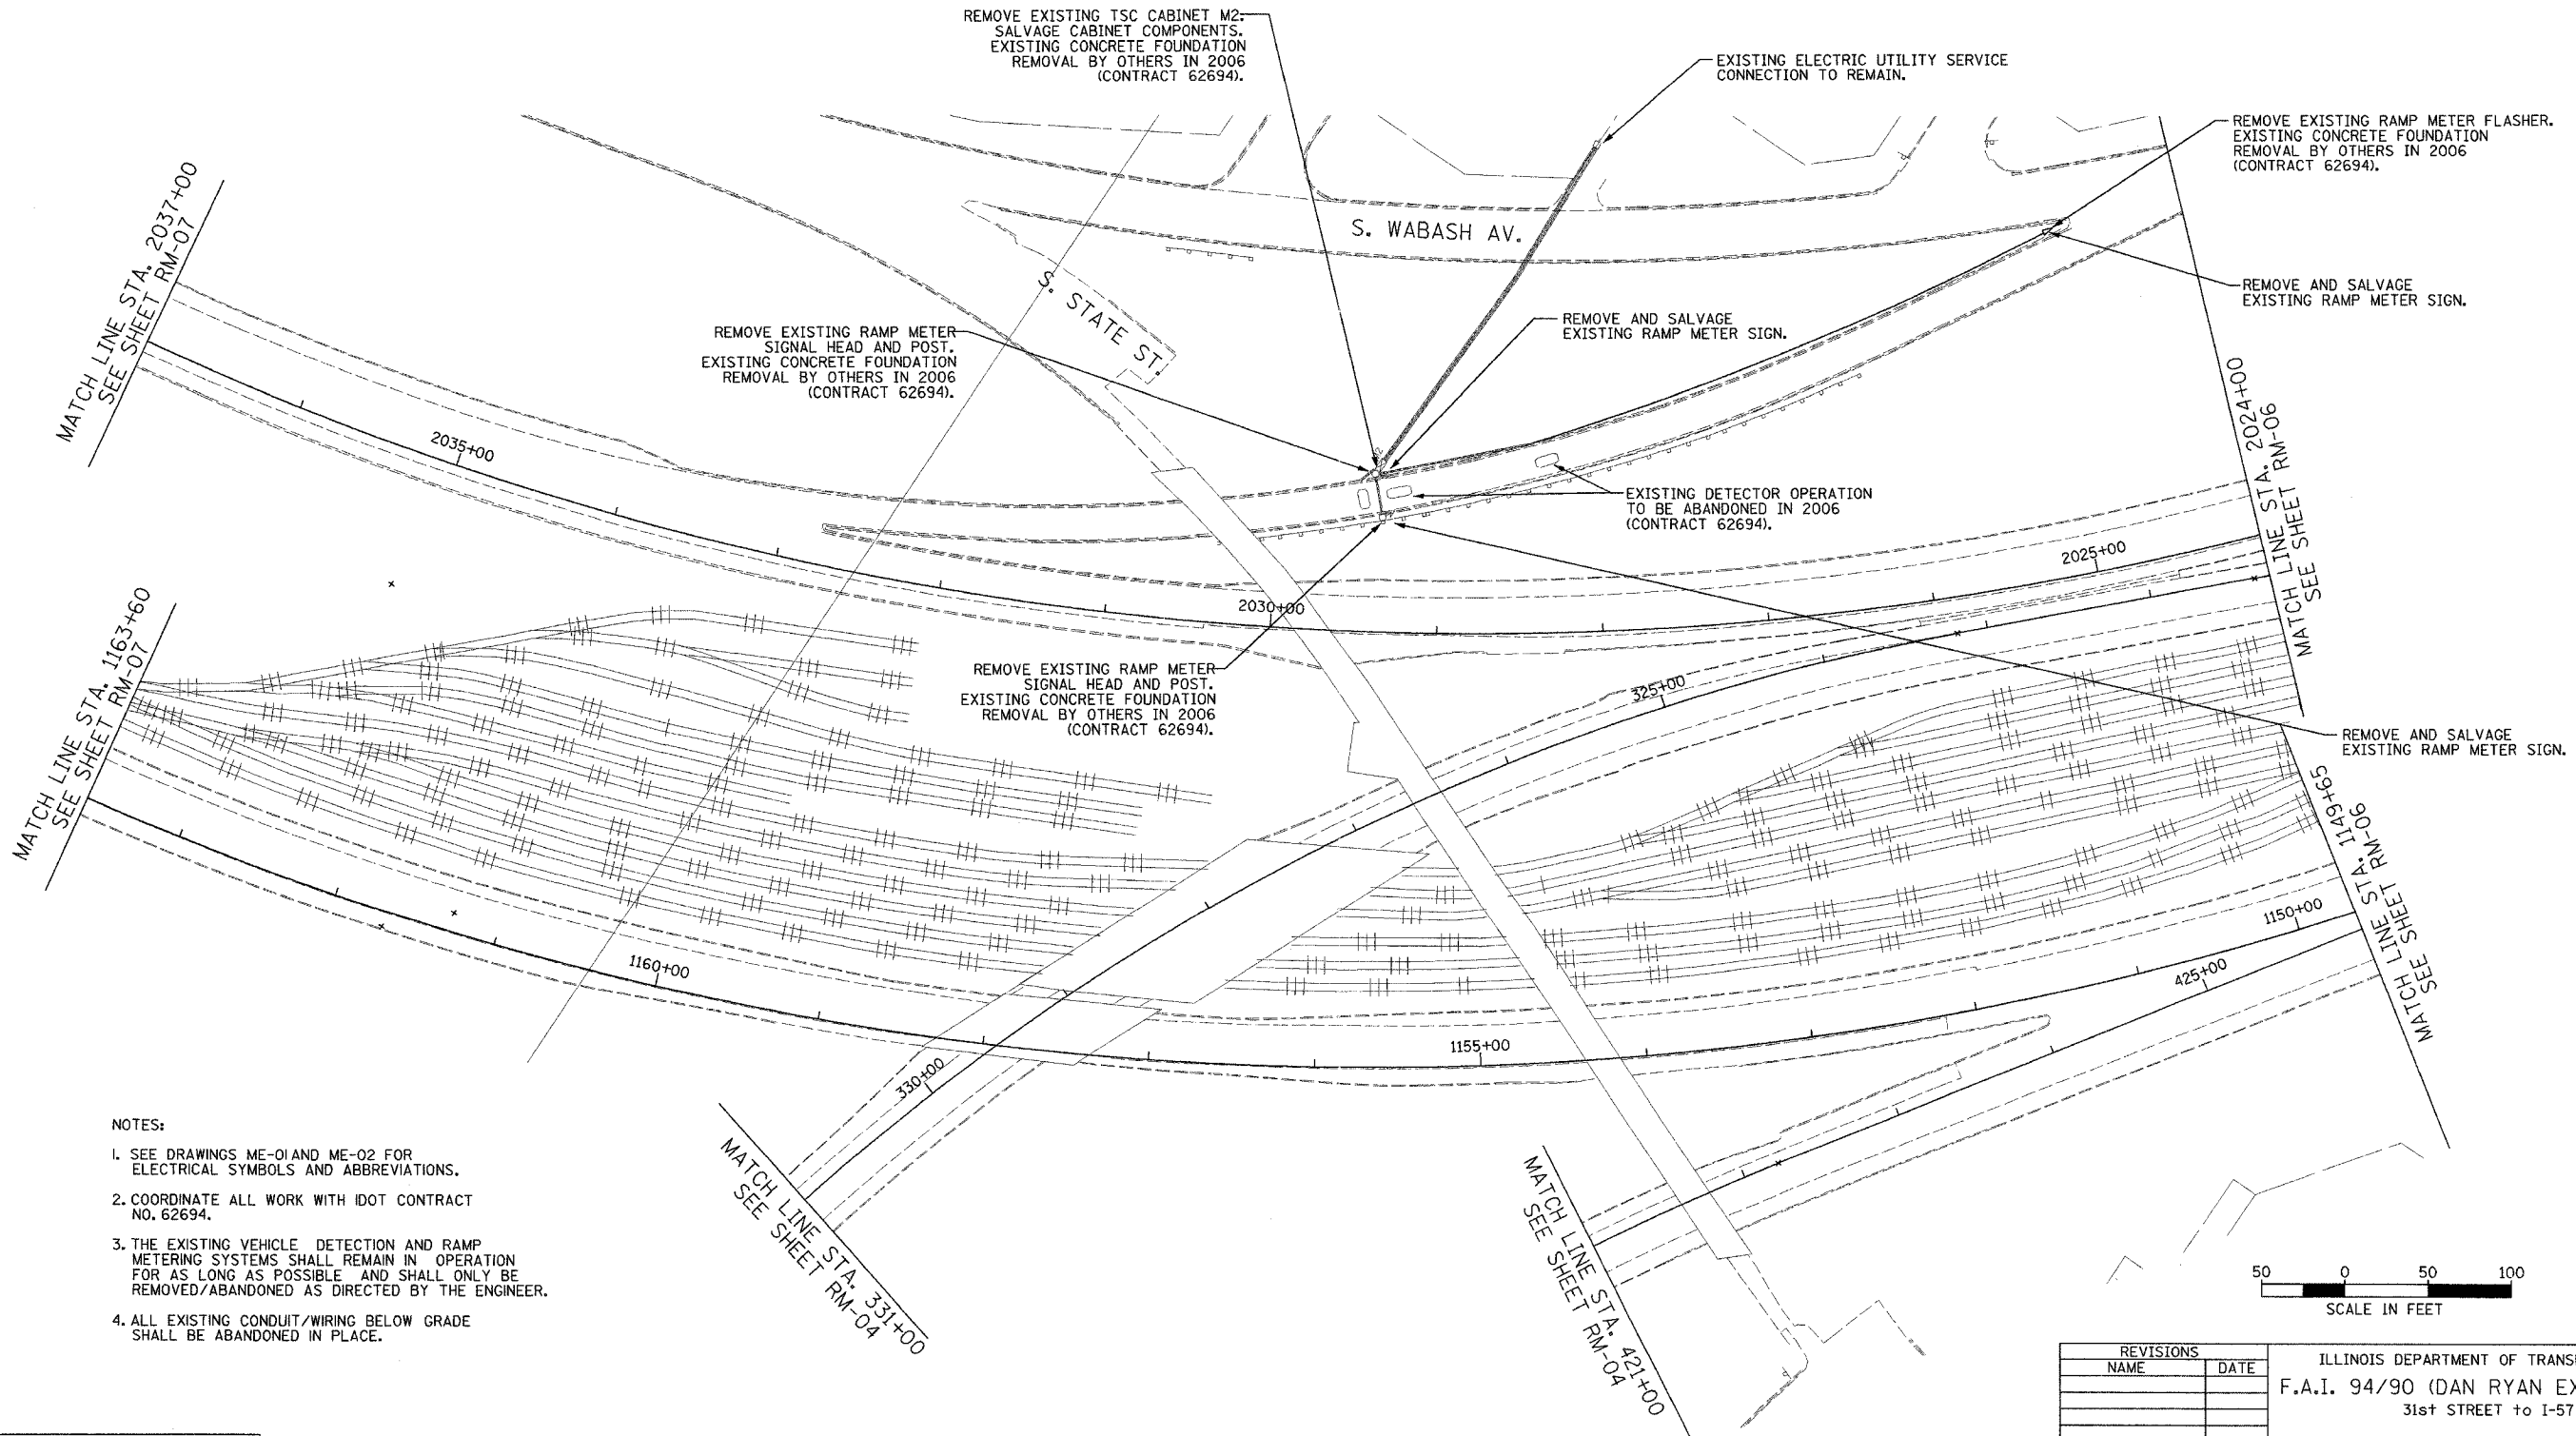 REMOVE EXISTING TSC CABINET M2.
SALVAGE CABINET COMPONENTS.
EXISTING CONCRETE FOUNDATION
REMOVAL BY OTHERS IN 2006
(CONTRACT 62694).
EXISTING ELECTRIC UTILITY SERVICE
CONNECTION TO REMAIN.
REMOVE EXISTING RAMP METER FLASHER.
EXISTING CONCRETE FOUNDATION
REMOVAL BY OTHERS IN 2006
(CONTRACT 62694).
MATCH LINE STA. 2037+00
SEE SHEET RM-07
S. WABASH AV.
S. STATE ST.
REMOVE AND SALVAGE
EXISTING RAMP METER SIGN.
REMOVE EXISTING RAMP METER
SIGNAL HEAD AND POST.
EXISTING CONCRETE FOUNDATION
REMOVAL BY OTHERS IN 2006
(CONTRACT 62694).
REMOVE AND SALVAGE
EXISTING RAMP METER SIGN.
2035+00
EXISTING DETECTOR OPERATION
TO BE ABANDONED IN 2006
(CONTRACT 62694).
MATCH LINE STA. 2024+00
SEE SHEET RM-06
2025+00
2030+00
MATCH LINE STA. 1163+60
SEE SHEET RM-07
REMOVE EXISTING RAMP METER
SIGNAL HEAD AND POST.
EXISTING CONCRETE FOUNDATION
REMOVAL BY OTHERS IN 2006
(CONTRACT 62694).
325+00
REMOVE AND SALVAGE
EXISTING RAMP METER SIGN.
MATCH LINE STA. 1149+65
SEE SHEET RM-06
1150+00
425+00
1160+00
1155+00
330+00
NOTES:
1. SEE DRAWINGS ME-01 AND ME-02 FOR
ELECTRICAL SYMBOLS AND ABBREVIATIONS.
2. COORDINATE ALL WORK WITH IDOT CONTRACT
NO. 62694.
3. THE EXISTING VEHICLE DETECTION AND RAMP
METERING SYSTEMS SHALL REMAIN IN OPERATION
FOR AS LONG AS POSSIBLE AND SHALL ONLY BE
REMOVED/ABANDONED AS DIRECTED BY THE ENGINEER.
4. ALL EXISTING CONDUIT/WIRING BELOW GRADE
SHALL BE ABANDONED IN PLACE.
MATCH LINE STA. 331+00
SEE SHEET RM-04
MATCH LINE STA. 421+00
SEE SHEET RM-04
50 0 50 100
SCALE IN FEET
REVISIONS
NAME DATE
ILLINOIS DEPARTMENT OF TRANS
F.A.I. 94/90 (DAN RYAN EX
31st STREET to I-57